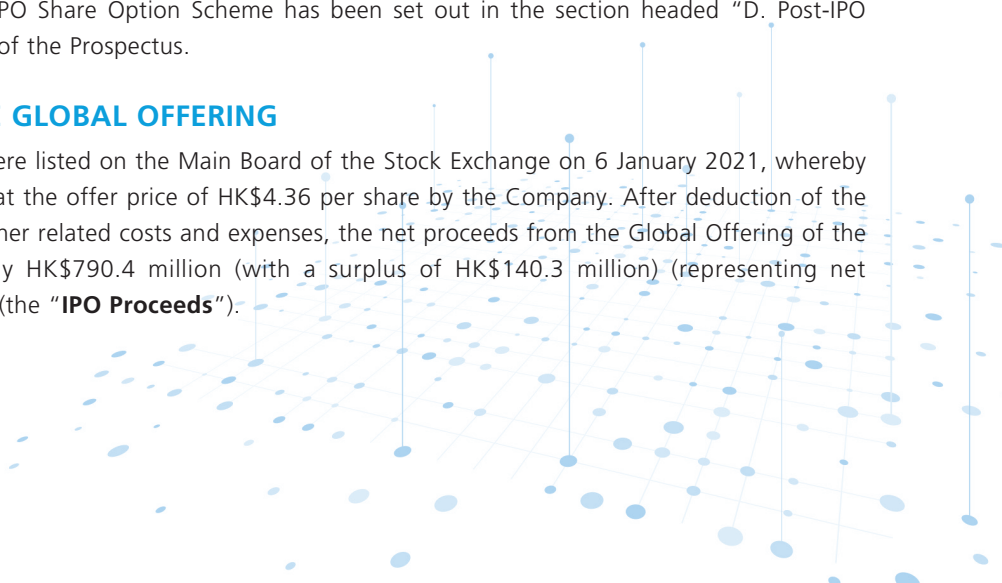 PO Share Option Scheme has been set out in the section headed “D. Post-IPO
of the Prospectus.
GLOBAL OFFERING
ere listed on the Main Board of the Stock Exchange on 6 January 2021, whereby
at the offer price of HK$4.36 per share by the Company. After deduction of the
her related costs and expenses, the net proceeds from the Global Offering of the
y HK$790.4 million (with a surplus of HK$140.3 million) (representing net
(the “IPO Proceeds”).